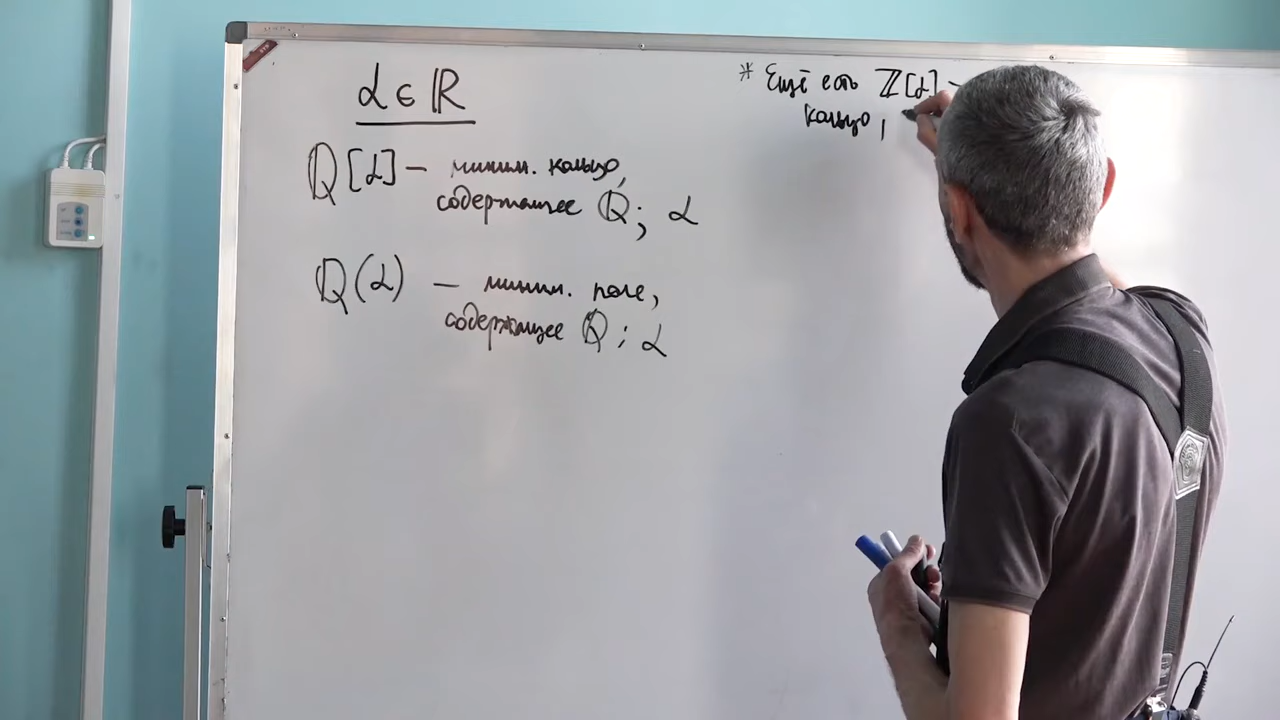 α ∈ ℝ
ℚ[α] – миним. кольцо,
содержащее ℚ; α
ℚ(α) – миним. поле,
содержащее ℚ; α
* Ещё есть ℤ[α] –
кольцо,